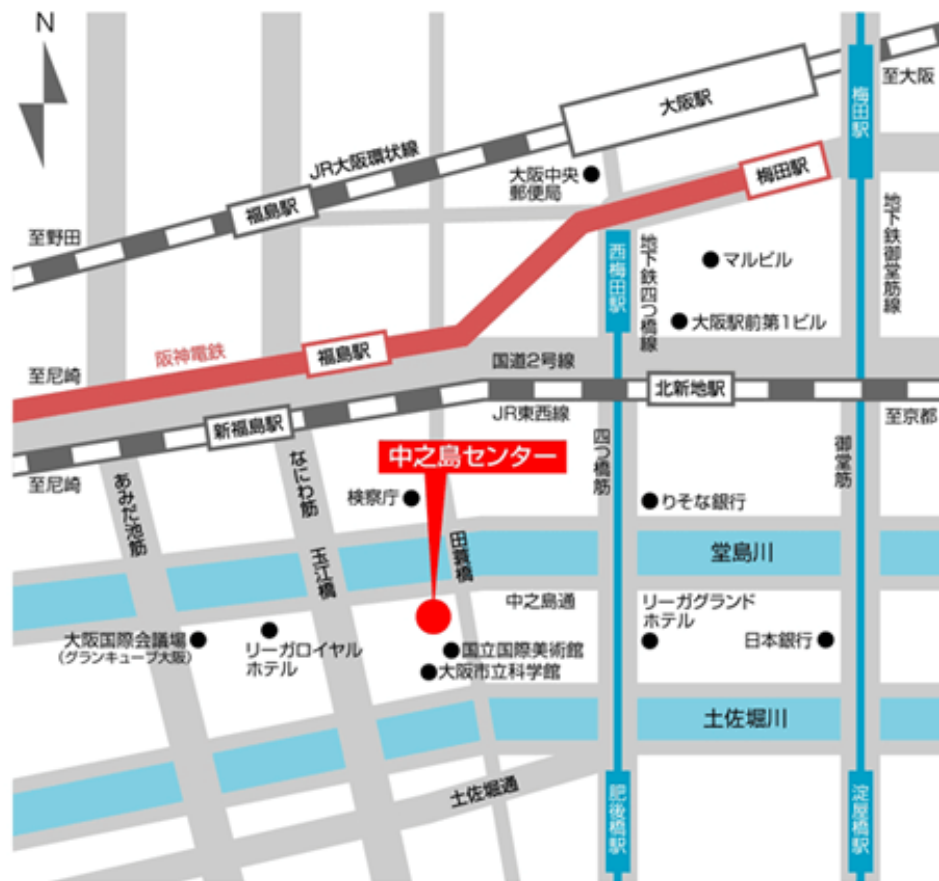 N
大阪駅
至大阪
梅田駅
JR大阪環状線
大阪中央
郵便局
梅田駅
福島駅
至野田
地下鉄御堂筋線
西梅田駅
地下鉄四つ橋線
マルビル
大阪駅前第1ビル
阪神電鉄
福島駅
国道2号線
至尼崎
北新地駅
JR東西線
至京都
新福島駅
至尼崎
中之島センター
なにわ筋
四つ橋筋
御堂筋
あみだ池筋
検察庁
りそな銀行
田蓑橋
堂島川
玉江橋
中之島通
リーガグランド
ホテル
大阪国際会議場
(グランキューブ大阪)
リーガロイヤル
ホテル
国立国際美術館
大阪市立科学館
日本銀行
土佐堀川
土佐堀通
肥後橋駅
淀屋橋駅